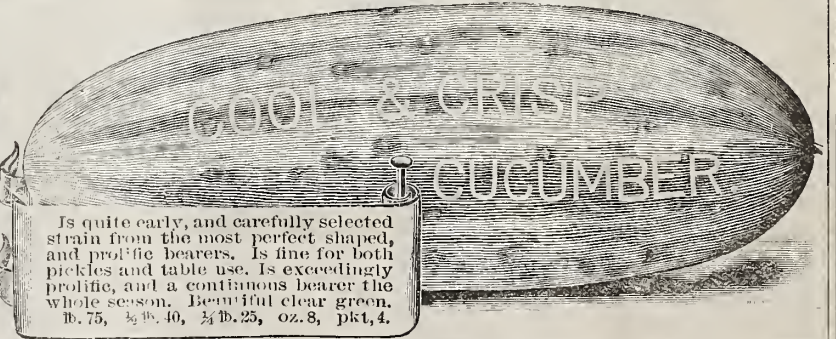 COOL & CRISP
CUCUMBER.
Is quite early, and carefully selected
strain from the most perfect shaped,
and prolific bearers. Is fine for both
pickles and table use. Is exceedingly
prolific, and a continuous bearer the
whole season. Beautiful clear green.
lb. 75, ½ lb. 40, ¼ lb. 25, oz. 8, pkt, 4.